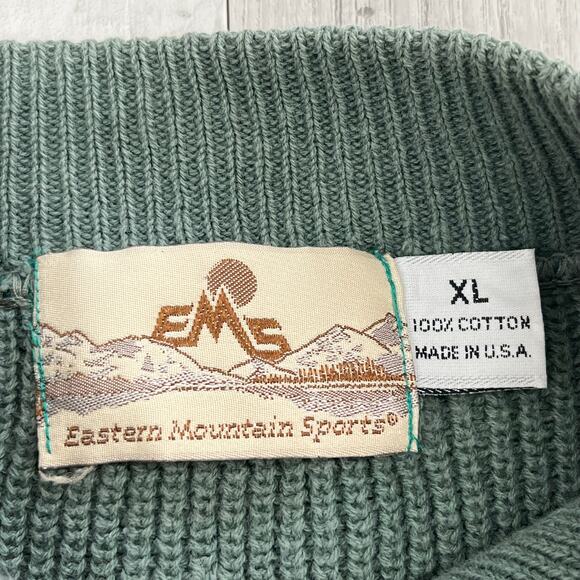 EMS
Eastern Mountain Sports®
XL
100% COTTON
MADE IN U.S.A.